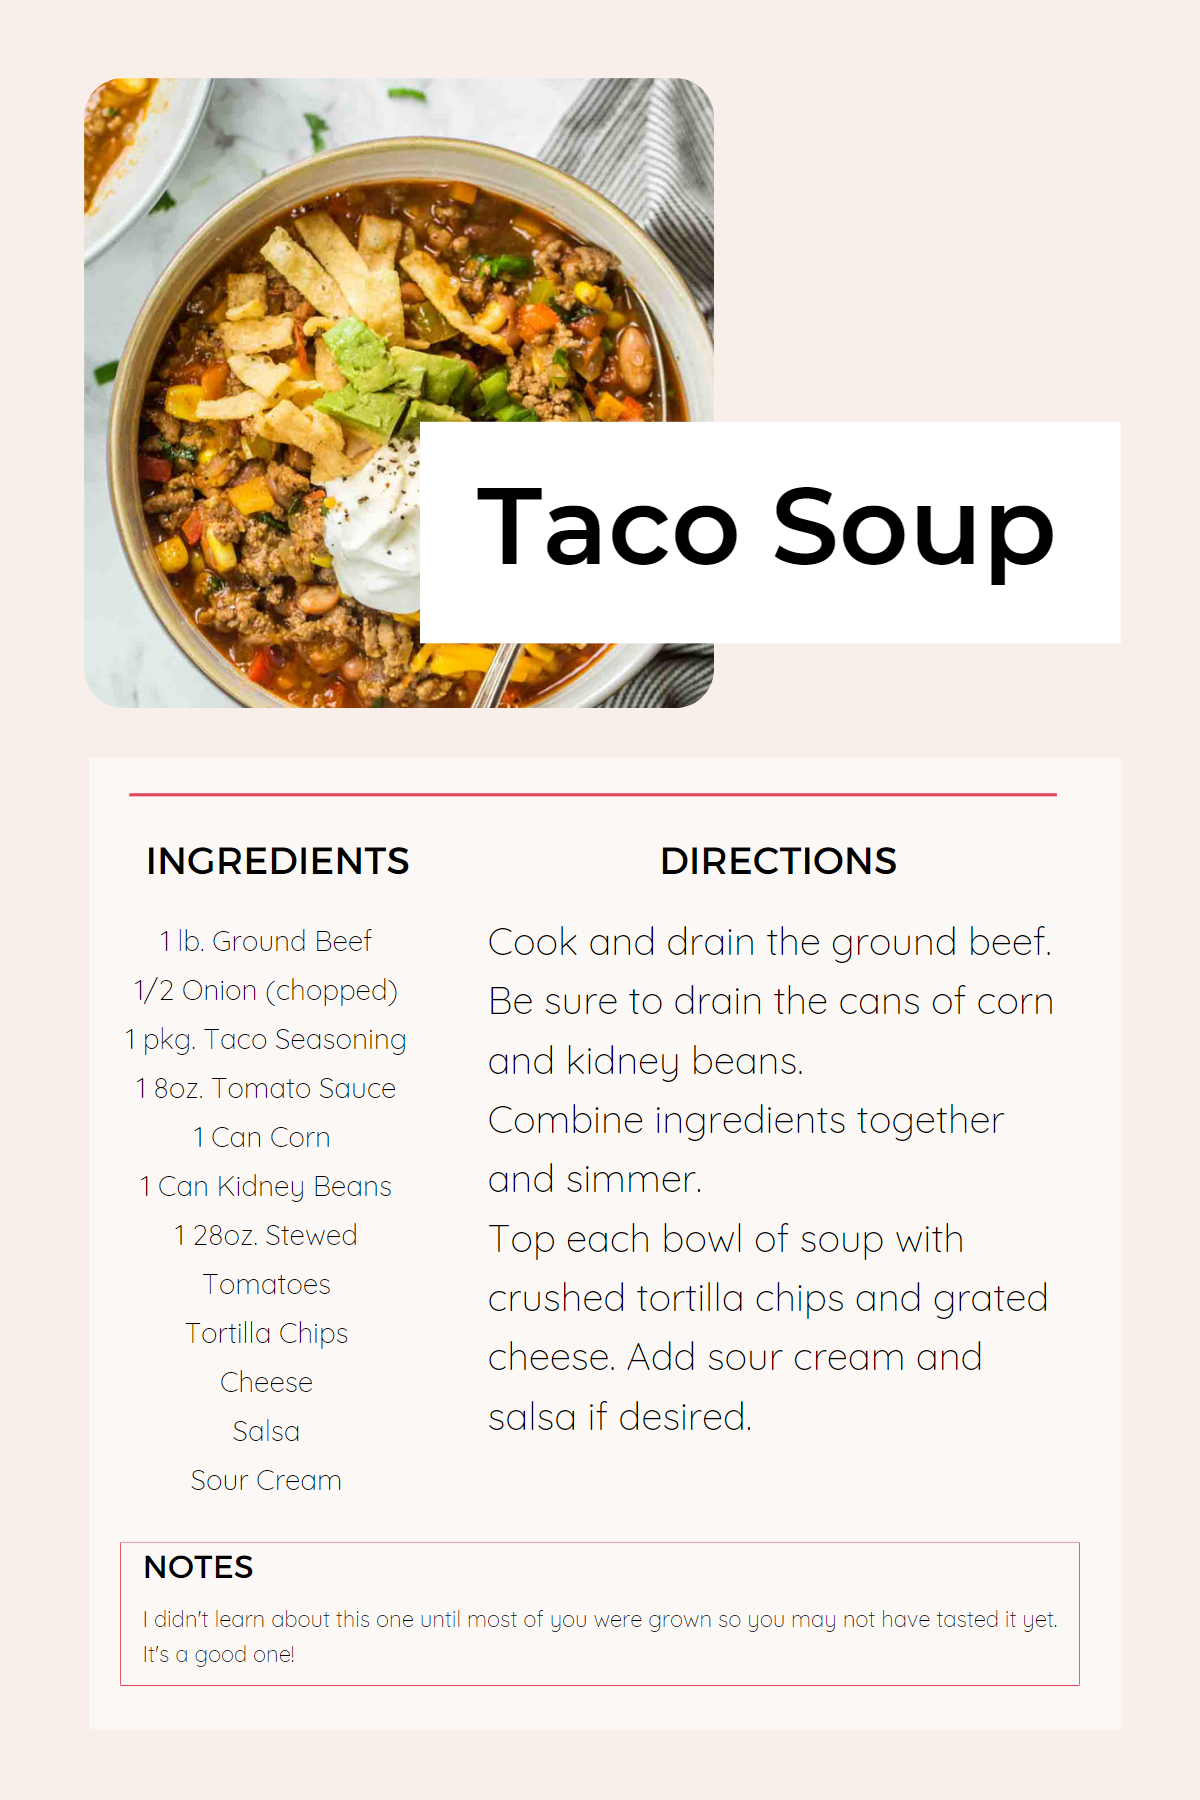 Taco Soup
INGREDIENTS
1 lb. Ground Beef
1/2 Onion (chopped)
1 pkg. Taco Seasoning
1 8oz. Tomato Sauce
1 Can Corn
1 Can Kidney Beans
1 28oz. Stewed
Tomatoes
Tortilla Chips
Cheese
Salsa
Sour Cream
DIRECTIONS
Cook and drain the ground beef.
Be sure to drain the cans of corn
and kidney beans.
Combine ingredients together
and simmer.
Top each bowl of soup with
crushed tortilla chips and grated
cheese. Add sour cream and
salsa if desired.
NOTES
I didn't learn about this one until most of you were grown so you may not have tasted it yet.
It's a good one!